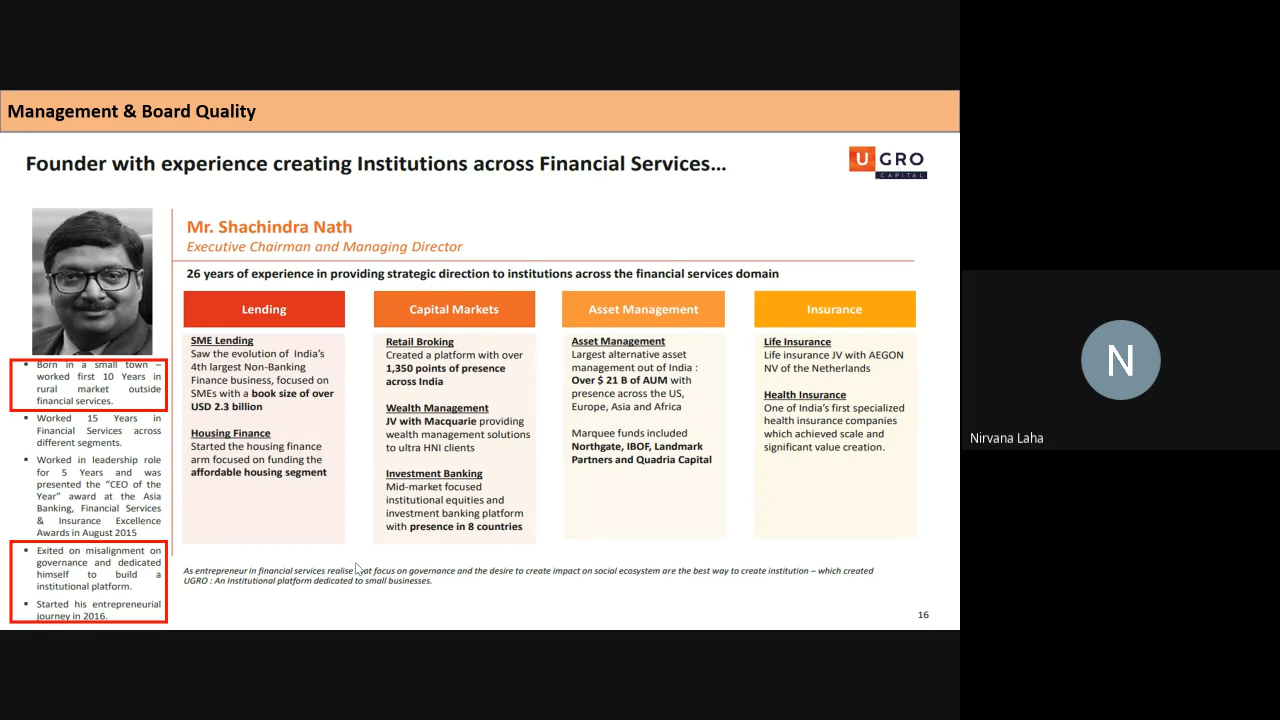 Management & Board Quality
Founder with experience creating Institutions across Financial Services...
U GRO
CAPITAL
Mr. Shachindra Nath
Executive Chairman and Managing Director
26 years of experience in providing strategic direction to institutions across the financial services domain
▪ Born in a small town –
worked first 10 Years in
rural market outside
financial services.
▪ Worked 15 Years in
Financial Services across
different segments.
▪ Worked in leadership role
for 5 Years and was
presented the “CEO of the
Year” award at the Asia
Banking, Financial Services
& Insurance Excellence
Awards in August 2015
▪ Exited on misalignment on
governance and dedicated
himself to build a
institutional platform.
▪ Started his entrepreneurial
journey in 2016.
Lending
SME Lending
Saw the evolution of India’s
4th largest Non-Banking
Finance business, focused on
SMEs with a book size of over
USD 2.3 billion
Housing Finance
Started the housing finance
arm focused on funding the
affordable housing segment
Capital Markets
Retail Broking
Created a platform with over
1,350 points of presence
across India
Wealth Management
JV with Macquarie providing
wealth management solutions
to ultra HNI clients
Investment Banking
Mid-market focused
institutional equities and
investment banking platform
with presence in 8 countries
Asset Management
Asset Management
Largest alternative asset
management out of India :
Over $ 21 B of AUM with
presence across the US,
Europe, Asia and Africa
Marquee funds included
Northgate, IBOF, Landmark
Partners and Quadria Capital
Insurance
Life Insurance
Life insurance JV with AEGON
NV of the Netherlands
Health Insurance
One of India’s first specialized
health insurance companies
which achieved scale and
significant value creation.
As entrepreneur in financial services realise that focus on governance and the desire to create impact on social ecosystem are the best way to create institution – which created
UGRO : An Institutional platform dedicated to small businesses.
16
N
Nirvana Laha